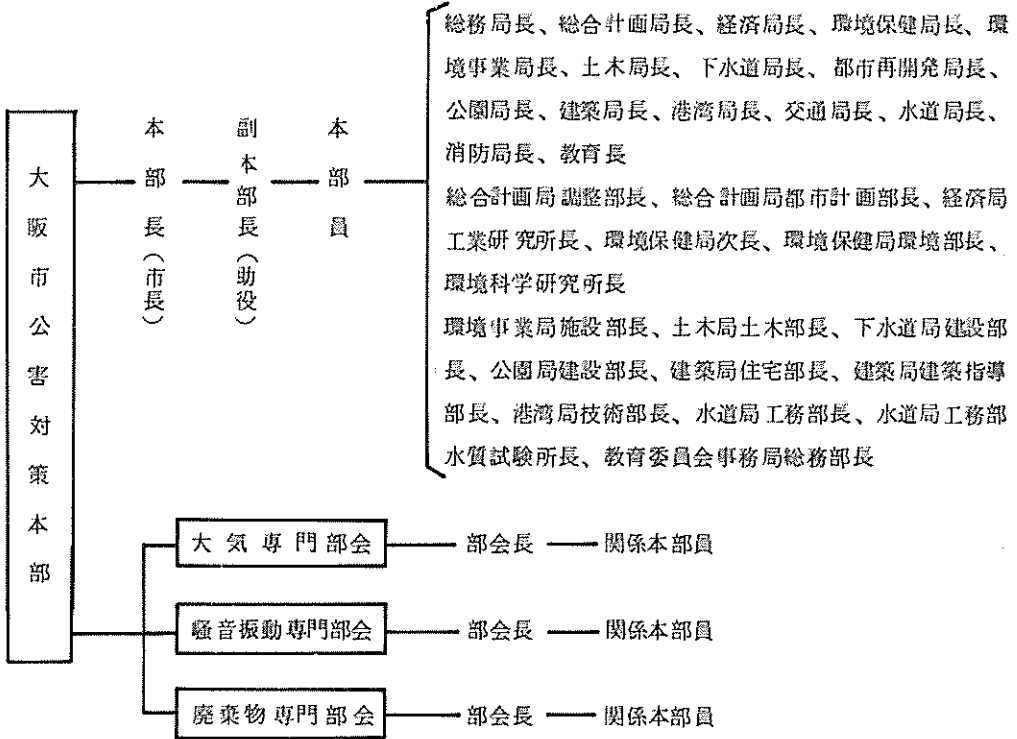 大阪市公害対策本部
本部長（市長）
副本部長（助役）
本部員
総務局長、総合計画局長、経済局長、環境保健局長、環
境事業局長、土木局長、下水道局長、都市再開発局長、
公園局長、建築局長、港湾局長、交通局長、水道局長、
消防局長、教育長
総合計画局調整部長、総合計画局都市計画部長、経済局
工業研究所長、環境保健局次長、環境保健局環境部長、
環境科学研究所長
環境事業局施設部長、土木局土木部長、下水道局建設部
長、公園局建設部長、建築局住宅部長、建築局建築指導
部長、港湾局技術部長、水道局工務部長、水道局工務部
水質試験所長、教育委員会事務局総務部長
大気専門部会 部会長 関係本部員
騒音振動専門部会 部会長 関係本部員
廃棄物専門部会 部会長 関係本部員